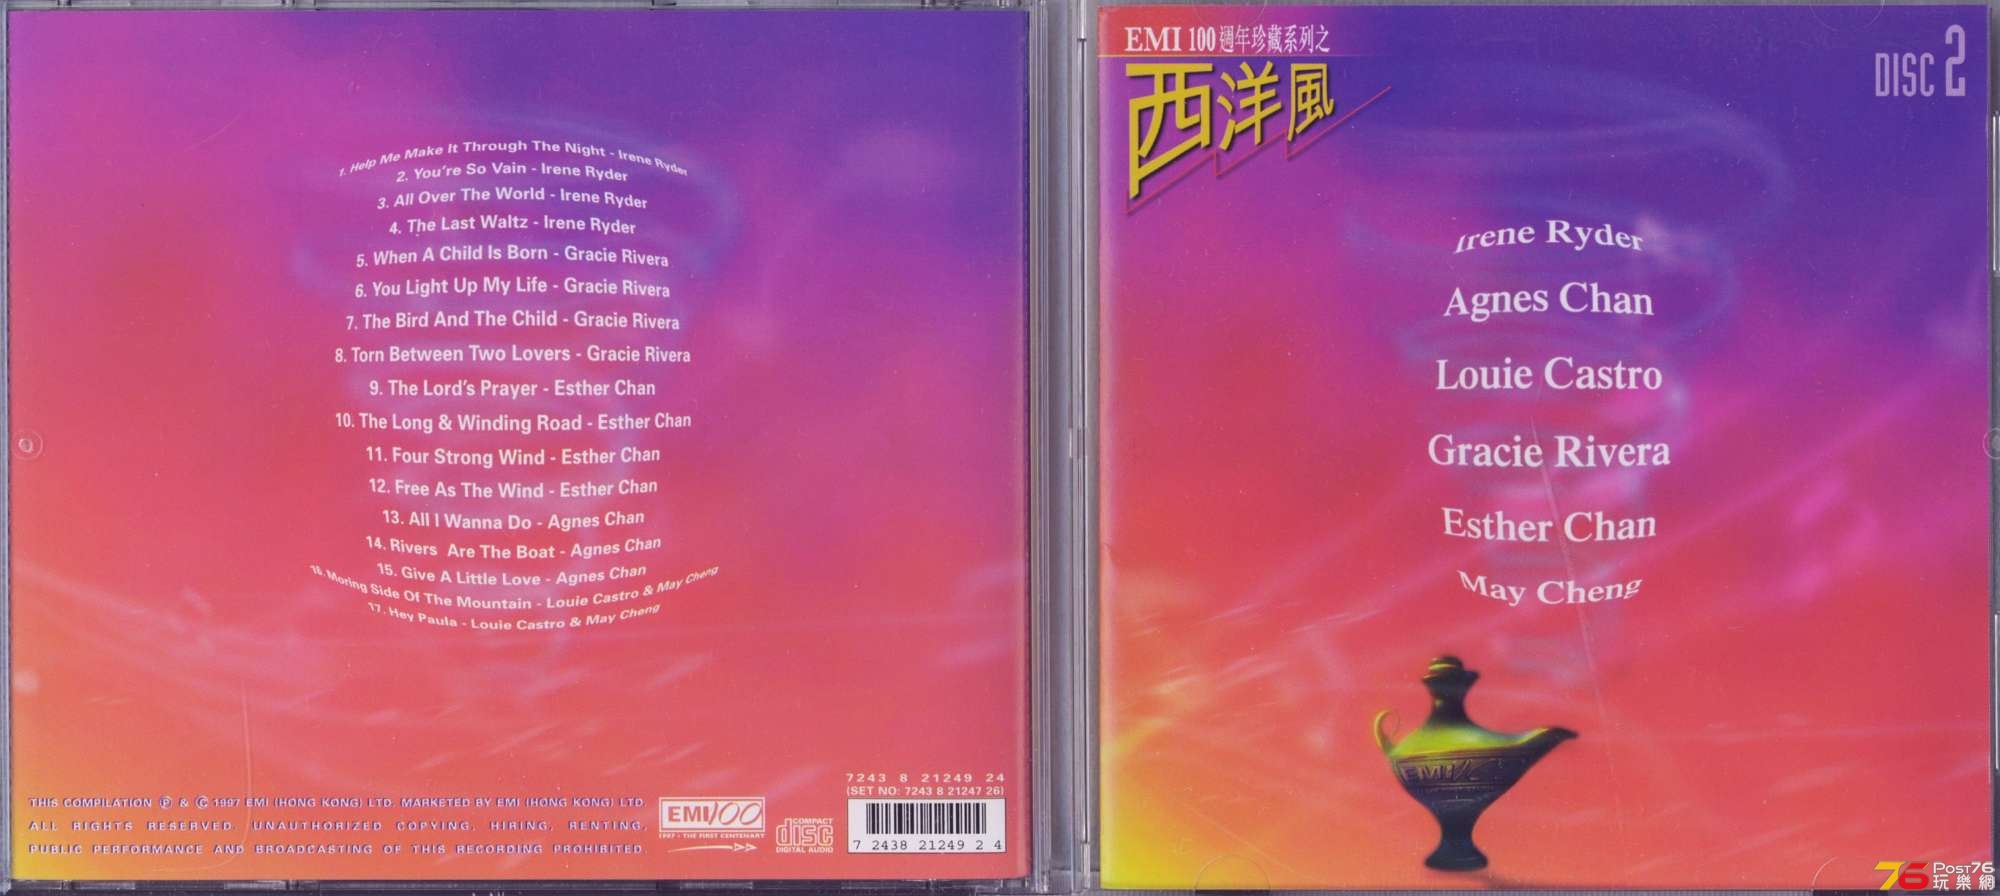 1. Help Me Make It Through The Night - Irene Ryder
2. You're So Vain - Irene Ryder
3. All Over The World - Irene Ryder
4. The Last Waltz - Irene Ryder
5. When A Child Is Born - Gracie Rivera
6. You Light Up My Life - Gracie Rivera
7. The Bird And The Child - Gracie Rivera
8. Torn Between Two Lovers - Gracie Rivera
9. The Lord's Prayer - Esther Chan
10. The Long & Winding Road - Esther Chan
11. Four Strong Wind - Esther Chan
12. Free As The Wind - Esther Chan
13. All I Wanna Do - Agnes Chan
14. Rivers Are The Boat - Agnes Chan
15. Give A Little Love - Agnes Chan
16. Moring Side Of The Mountain - Louie Castro & May Cheng
17. Hey Paula - Louie Castro & May Cheng
THIS COMPILATION Ⓟ & © 1997 EMI (HONG KONG) LTD. MARKETED BY EMI (HONG KONG) LTD.
ALL RIGHTS RESERVED. UNAUTHORIZED COPYING, HIRING, RENTING,
PUBLIC PERFORMANCE AND BROADCASTING OF THIS RECORDING PROHIBITED.
EMI100
1997 - THE FIRST CENTENARY
COMPACT
disc
DIGITAL AUDIO
7243 8 21249 24
(SET NO: 7243 8 21247 26)
7 2438 21249 2 4
EMI 100 週年珍藏系列之
西洋風
DISC 2
Irene Ryder
Agnes Chan
Louie Castro
Gracie Rivera
Esther Chan
May Cheng
EMI
76 Post76
玩樂網